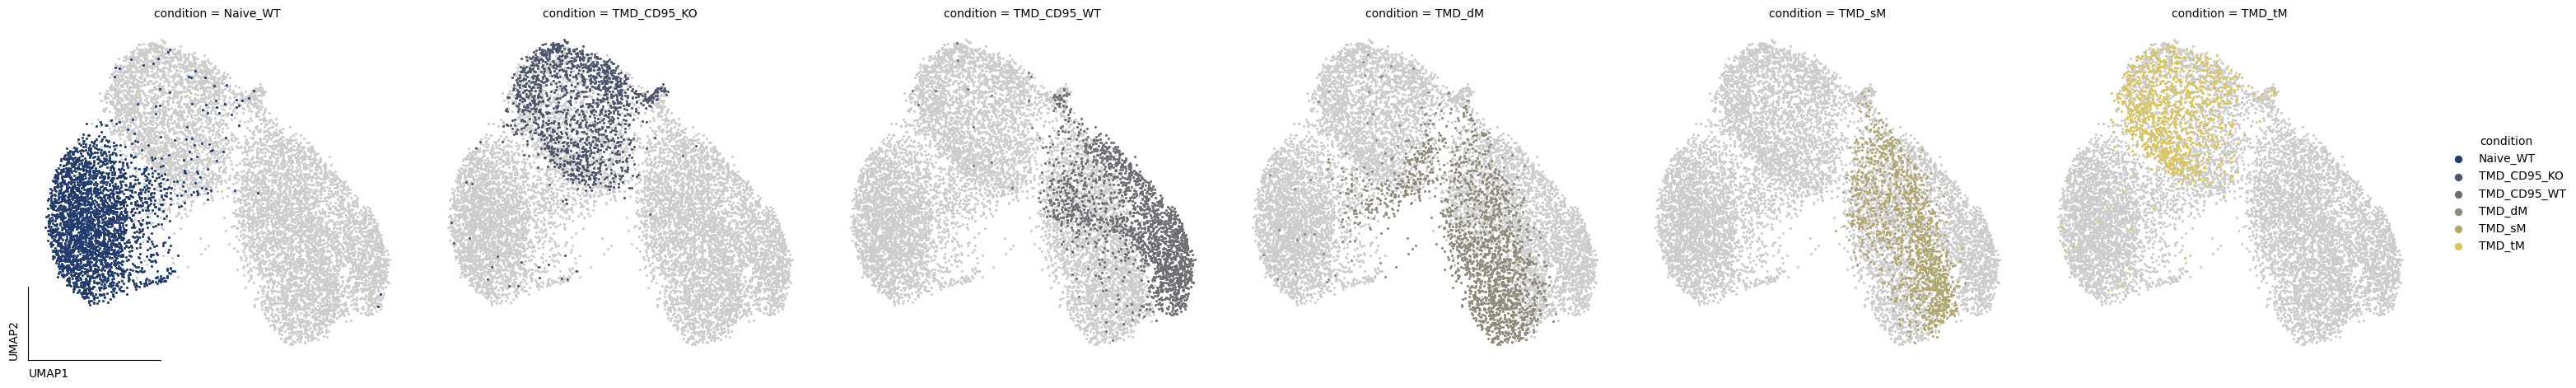 condition = Naive_WT
condition = TMD_CD95_KO
condition = TMD_CD95_WT
condition = TMD_dM
condition = TMD_sM
condition = TMD_tM
condition
Naive_WT
TMD_CD95_KO
TMD_CD95_WT
TMD_dM
TMD_sM
TMD_tM
UMAP2
UMAP1